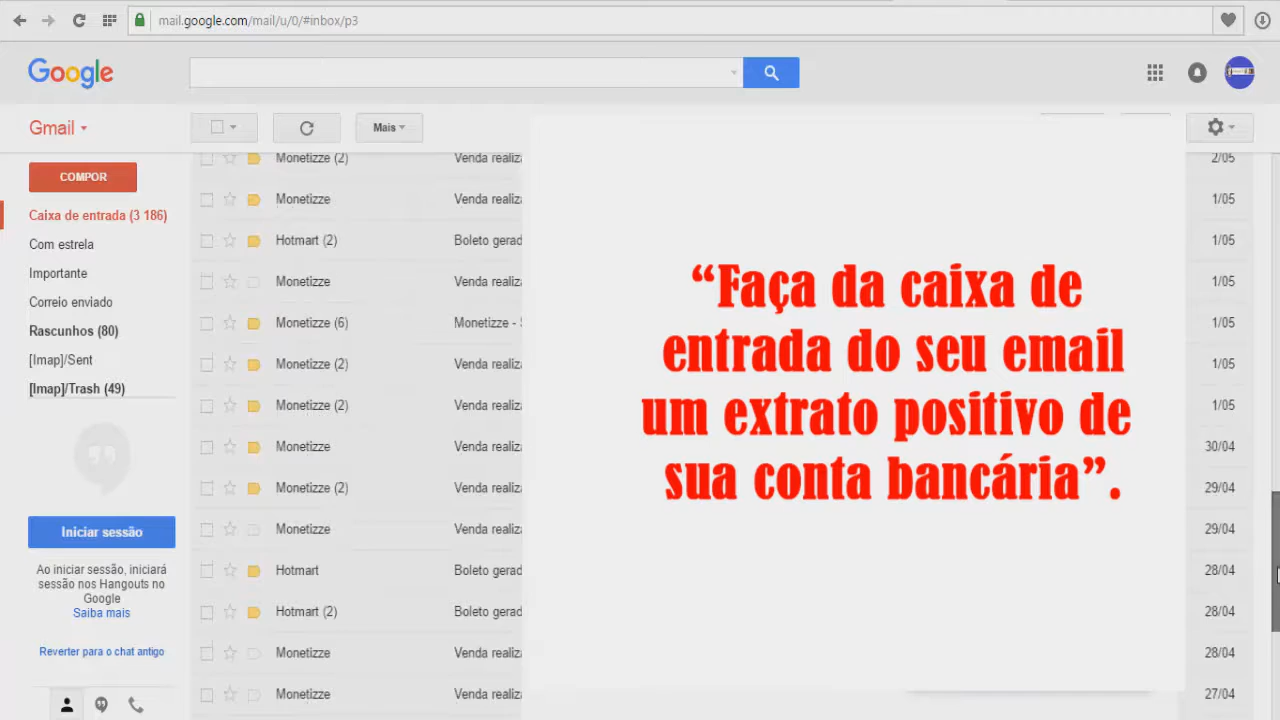 mail.google.com/mail/u/0/#inbox/p3
Google
Gmail
Mais
COMPOR
Caixa de entrada (3 186)
Com estrela
Importante
Correio enviado
Rascunhos (80)
[Imap]/Sent
[Imap]/Trash (49)
Iniciar sessão
Ao iniciar sessão, iniciará
sessão nos Hangouts no
Google
Saiba mais
Reverter para o chat antigo
Monetizze (2) Venda realiz 2/05
Monetizze Venda realiz 1/05
Hotmart (2) Boleto gerad 1/05
Monetizze Venda realiz 1/05
Monetizze (6) Monetizze - 1/05
Monetizze (2) Venda realiz 1/05
Monetizze (2) Venda realiz 1/05
Monetizze Venda realiz 30/04
Monetizze (2) Venda realiz 29/04
Monetizze Venda realiz 29/04
Hotmart Boleto gerad 28/04
Hotmart (2) Boleto gerad 28/04
Monetizze Venda realiz 28/04
Monetizze Venda realiz 27/04
“Faça da caixa de
entrada do seu email
um extrato positivo de
sua conta bancária”.